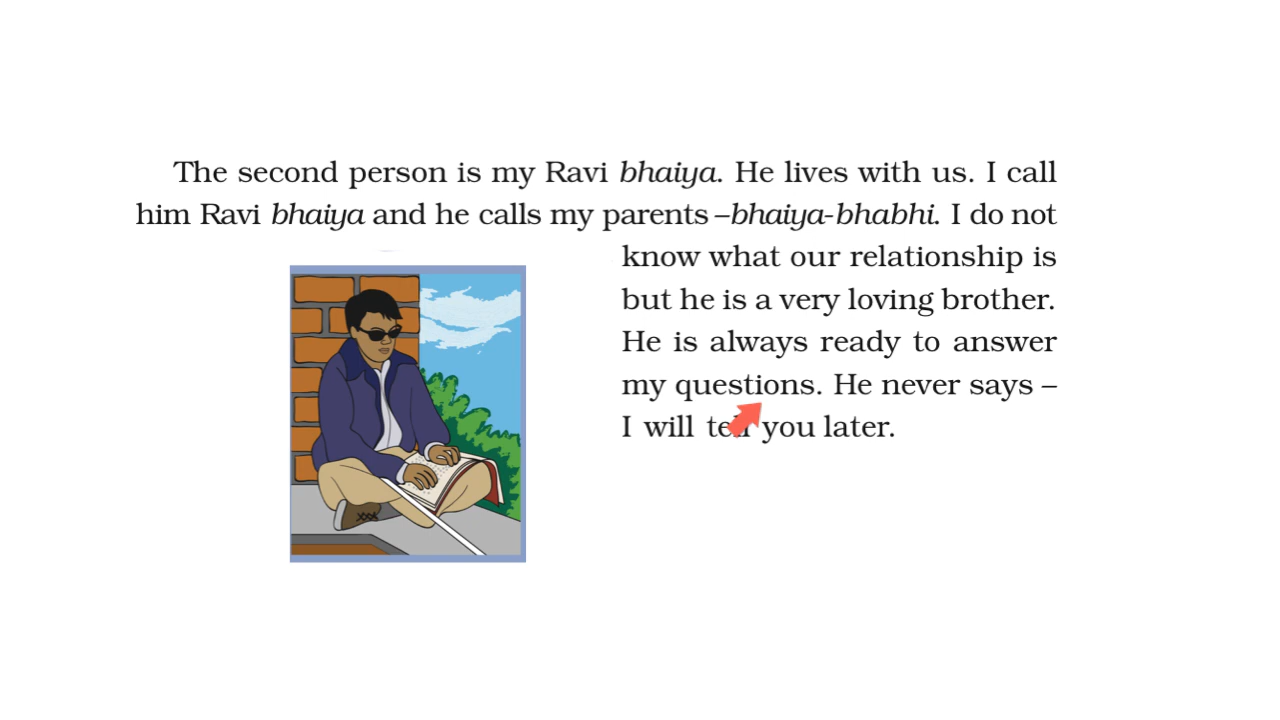 The second person is my Ravi bhaiya. He lives with us. I call
him Ravi bhaiya and he calls my parents –bhaiya-bhabhi. I do not
know what our relationship is
but he is a very loving brother.
He is always ready to answer
my questions. He never says –
I will tell you later.